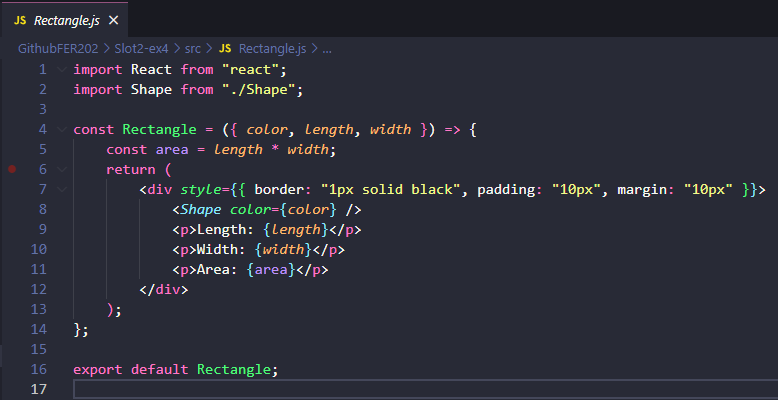 JS Rectangle.js ×
GithubFER202 > Slot2-ex4 > src > JS Rectangle.js > ...
1 import React from "react";
2 import Shape from "./Shape";
3
4 const Rectangle = ({ color, length, width }) => {
5     const area = length * width;
6     return (
7         <div style={{ border: "1px solid black", padding: "10px", margin: "10px" }}>
8             <Shape color={color} />
9             <p>Length: {length}</p>
10             <p>Width: {width}</p>
11             <p>Area: {area}</p>
12         </div>
13     );
14 };
15
16 export default Rectangle;
17